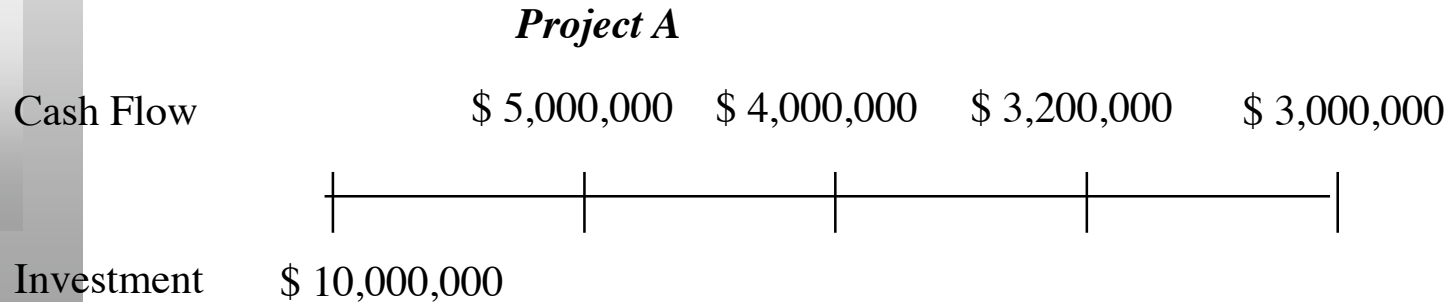 Project A
Cash Flow $ 5,000,000 $ 4,000,000 $ 3,200,000 $ 3,000,000
Investment $ 10,000,000